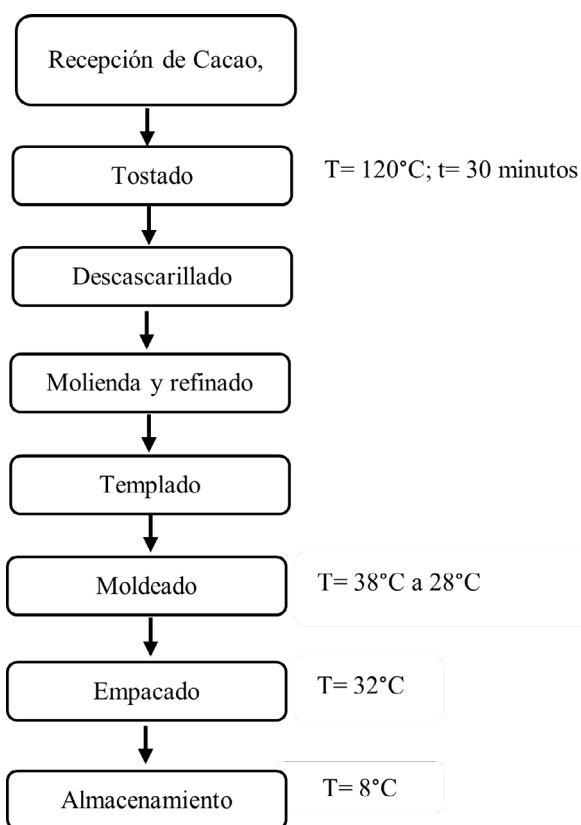 Recepción de Cacao,
Tostado
T= 120°C; t= 30 minutos
Descascarillado
Molienda y refinado
Templado
Moldeado
T= 38°C a 28°C
Empacado
T= 32°C
Almacenamiento
T= 8°C